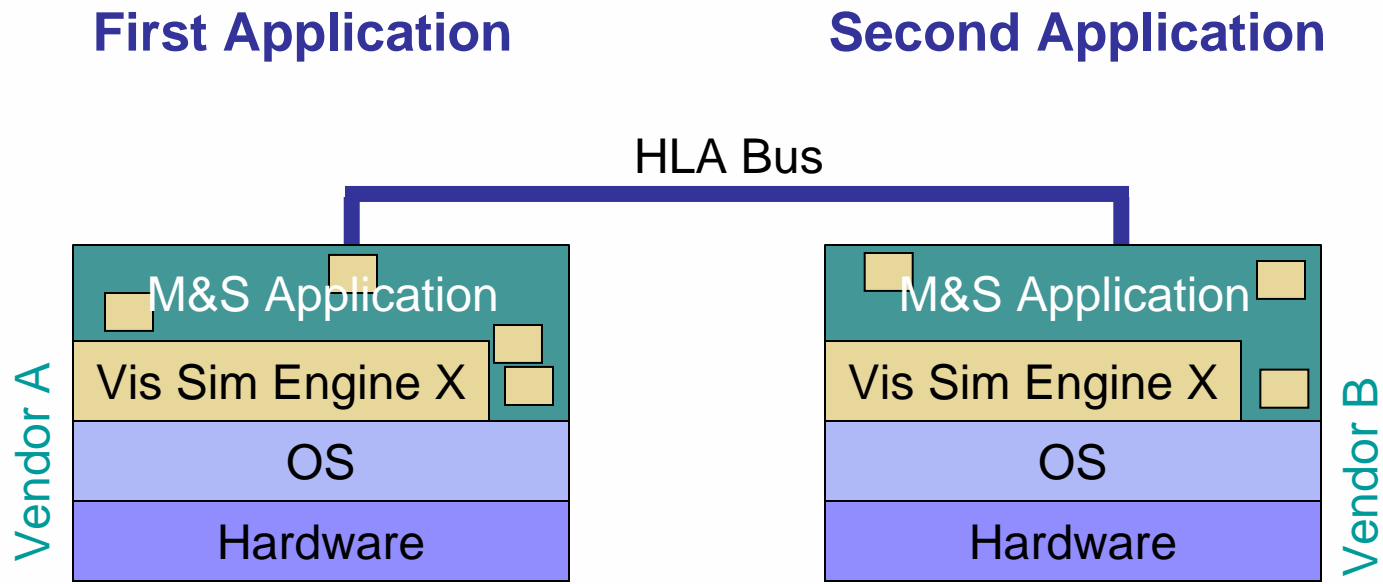 First Application
Second Application
HLA Bus
Vendor A
M&S Application
Vis Sim Engine X
OS
Hardware
M&S Application
Vis Sim Engine X
OS
Hardware
Vendor B